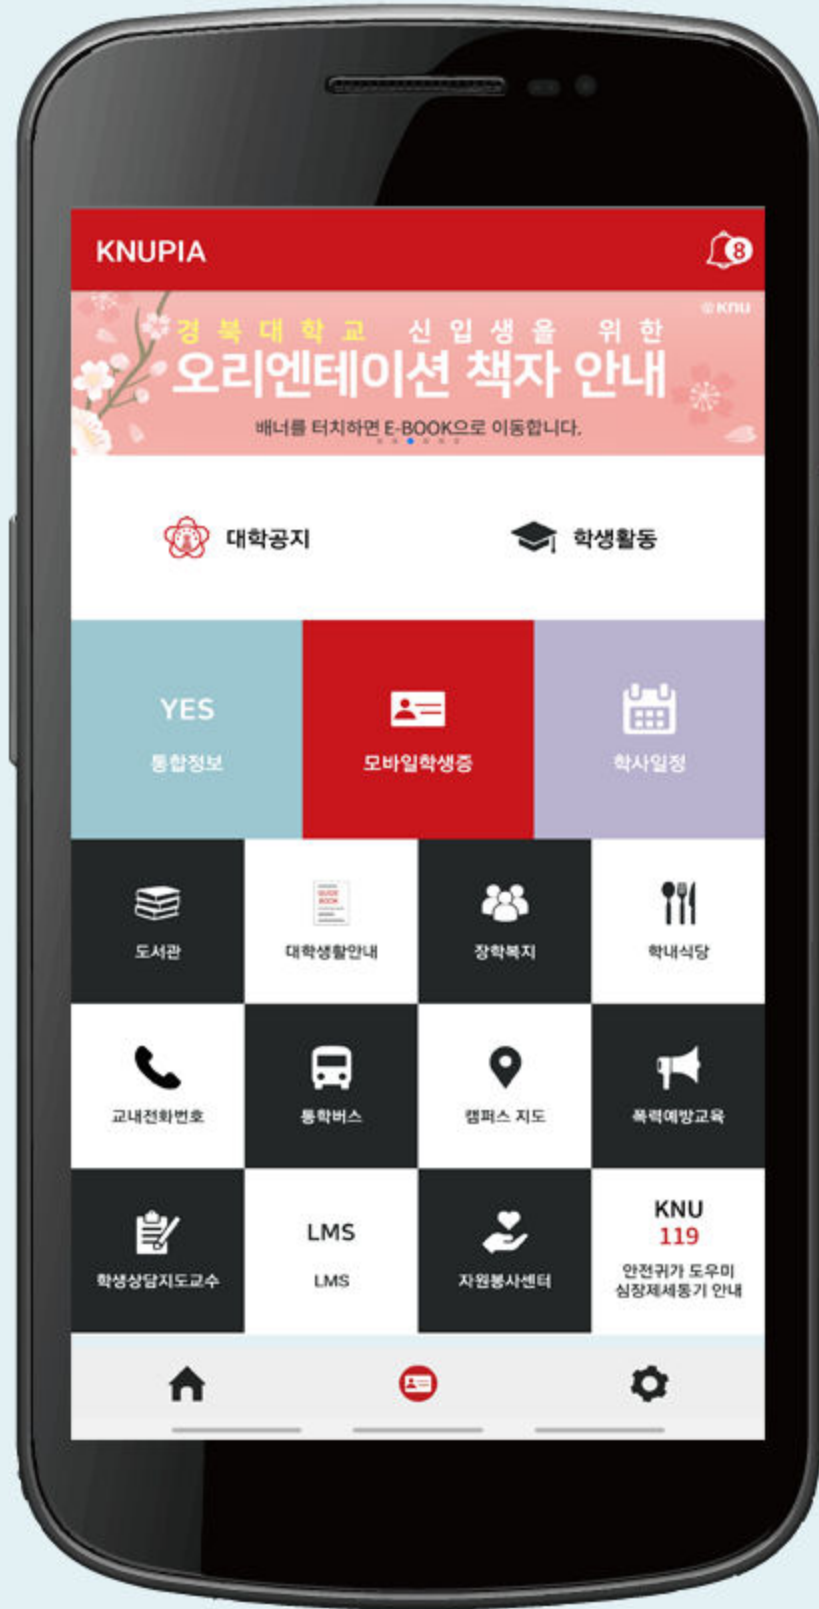 KNUPIA
8
KNU
경북대학교 신입생을 위한
오리엔테이션 책자 안내
배너를 터치하면 E-BOOK으로 이동합니다.
대학공지
학생활동
YES
통합정보
모바일학생증
학사일정
도서관
GUIDE
BOOK
대학생활안내
장학복지
학내식당
교내전화번호
통학버스
캠퍼스 지도
폭력예방교육
학생상담지도교수
LMS
LMS
자원봉사센터
KNU
119
안전귀가 도우미
심장제세동기 안내